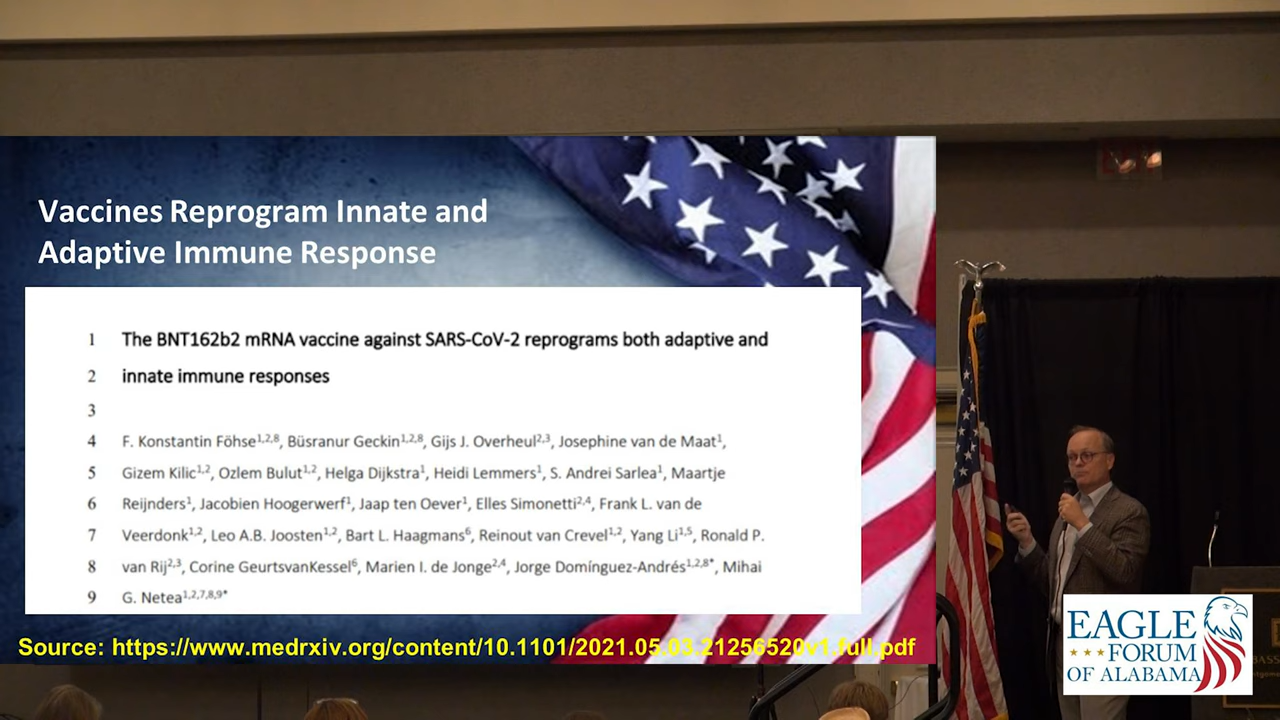 Vaccines Reprogram Innate and
Adaptive Immune Response
1 The BNT162b2 mRNA vaccine against SARS-CoV-2 reprograms both adaptive and
2 innate immune responses
3
4 F. Konstantin Föhse1,2,8, Büsranur Geckin1,2,8, Gijs J. Overheul2,3, Josephine van de Maat1,
5 Gizem Kilic1,2, Ozlem Bulut1,2, Helga Dijkstra1, Heidi Lemmers1, S. Andrei Sarlea1, Maartje
6 Reijnders1, Jacobien Hoogerwerf1, Jaap ten Oever1, Elles Simonetti2,4, Frank L. van de
7 Veerdonk1,2, Leo A.B. Joosten1,2, Bart L. Haagmans6, Reinout van Crevel1,2, Yang Li1,5, Ronald P.
8 van Rij2,3, Corine GeurtsvanKessel6, Marien I. de Jonge2,4, Jorge Domínguez-Andrés1,2,8*, Mihai
9 G. Netea1,2,7,8,9*
Source: https://www.medrxiv.org/content/10.1101/2021.05.03.21256520v1.full.pdf
EAGLE
FORUM
OF ALABAMA